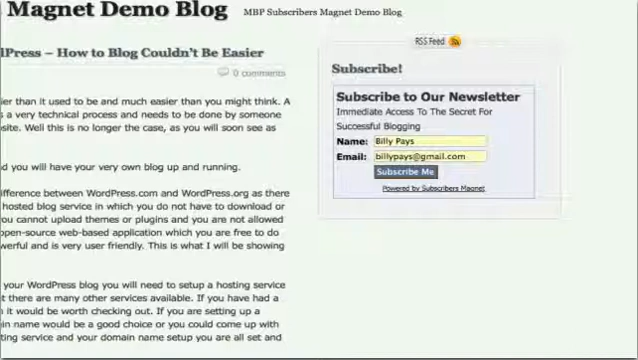 Magnet Demo Blog
MBP Subscribers Magnet Demo Blog
Press – How to Blog Couldn't Be Easier
0 comments
ier than it used to be and much easier than you might think. A
s a very technical process and needs to be done by someone
site. Well this is no longer the case, as you will soon see as
d you will have your very own blog up and running.
ifference between WordPress.com and WordPress.org as there
hosted blog service in which you do not have to download or
ou cannot upload themes or plugins and you are not allowed
open-source web-based application which you are free to do
werful and is very user friendly. This is what I will be showing
your WordPress blog you will need to setup a hosting service
t there are many other services available. If you have had a
it would be worth checking out. If you are setting up a
in name would be a good choice or you could come up with
ting service and your domain name setup you are all set and
RSS Feed
Subscribe!
Subscribe to Our Newsletter
Immediate Access To The Secret For
Successful Blogging
Name: Billy Pays
Email: billypays@gmail.com
Subscribe Me
Powered by Subscribers Magnet